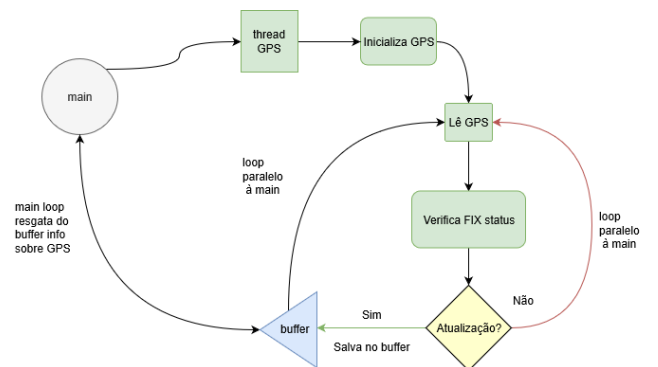 thread
GPS
Inicializa GPS
main
Lê GPS
loop
paralelo
à main
Verifica FIX status
main loop
resgata do
buffer info
sobre GPS
loop
paralelo
à main
Não
Sim
buffer
Atualização?
Salva no buffer